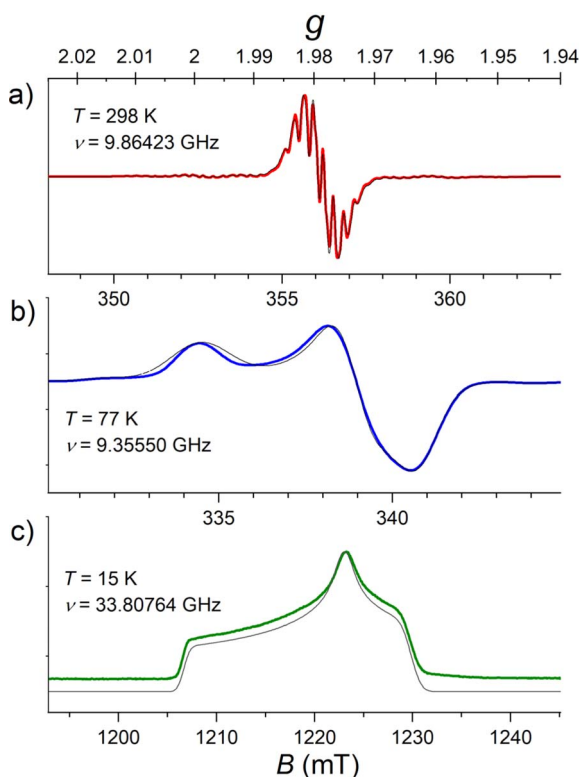 g
2.02 2.01 2 1.99 1.98 1.97 1.96 1.95 1.94
a)
T = 298 K
ν = 9.86423 GHz
350 355 360
b)
T = 77 K
ν = 9.35550 GHz
335 340
c)
T = 15 K
ν = 33.80764 GHz
1200 1210 1220 1230 1240
B (mT)